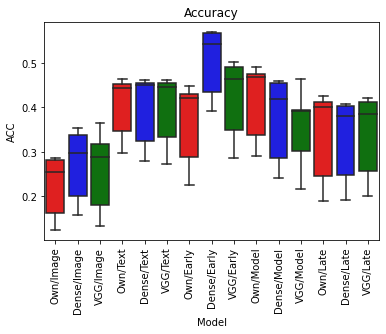 Accuracy
ACC
0.5
0.4
0.3
0.2
Own/Image
Dense/Image
VGG/Image
Own/Text
Dense/Text
VGG/Text
Own/Early
Dense/Early
VGG/Early
Own/Model
Dense/Model
VGG/Model
Own/Late
Dense/Late
VGG/Late
Model